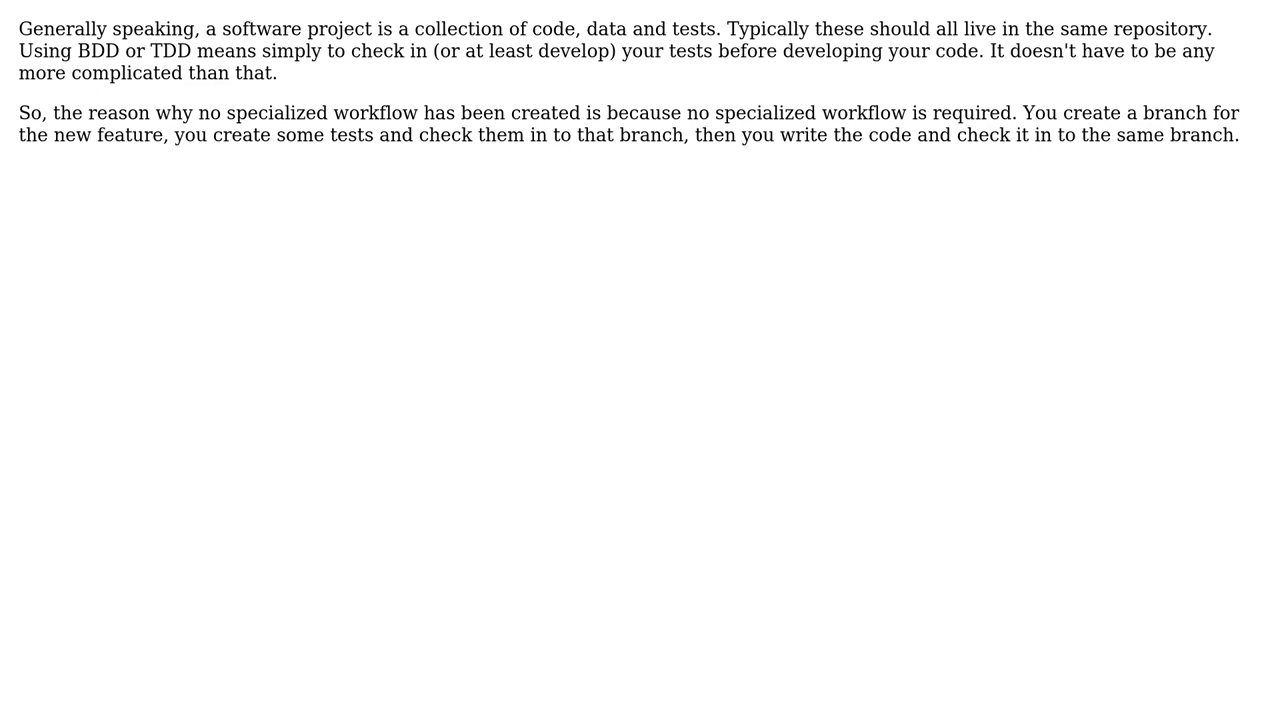 Generally speaking, a software project is a collection of code, data and tests. Typically these should all live in the same repository.
Using BDD or TDD means simply to check in (or at least develop) your tests before developing your code. It doesn't have to be any
more complicated than that.
So, the reason why no specialized workflow has been created is because no specialized workflow is required. You create a branch for
the new feature, you create some tests and check them in to that branch, then you write the code and check it in to the same branch.